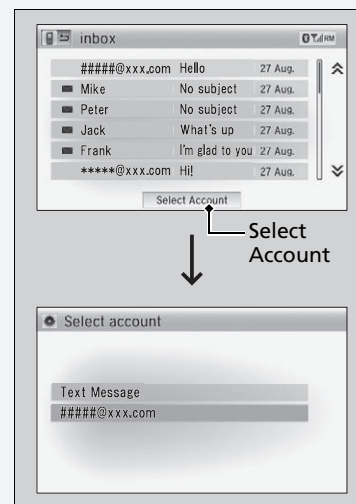 inbox
#####@xxx.com Hello 27 Aug.
Mike No subject 27 Aug.
Peter No subject 27 Aug.
Jack What's up 27 Aug.
Frank I'm glad to you 27 Aug.
*****@xxx.com Hi! 27 Aug.
Select Account
Select
Account
Select account
Text Message
#####@xxx.com